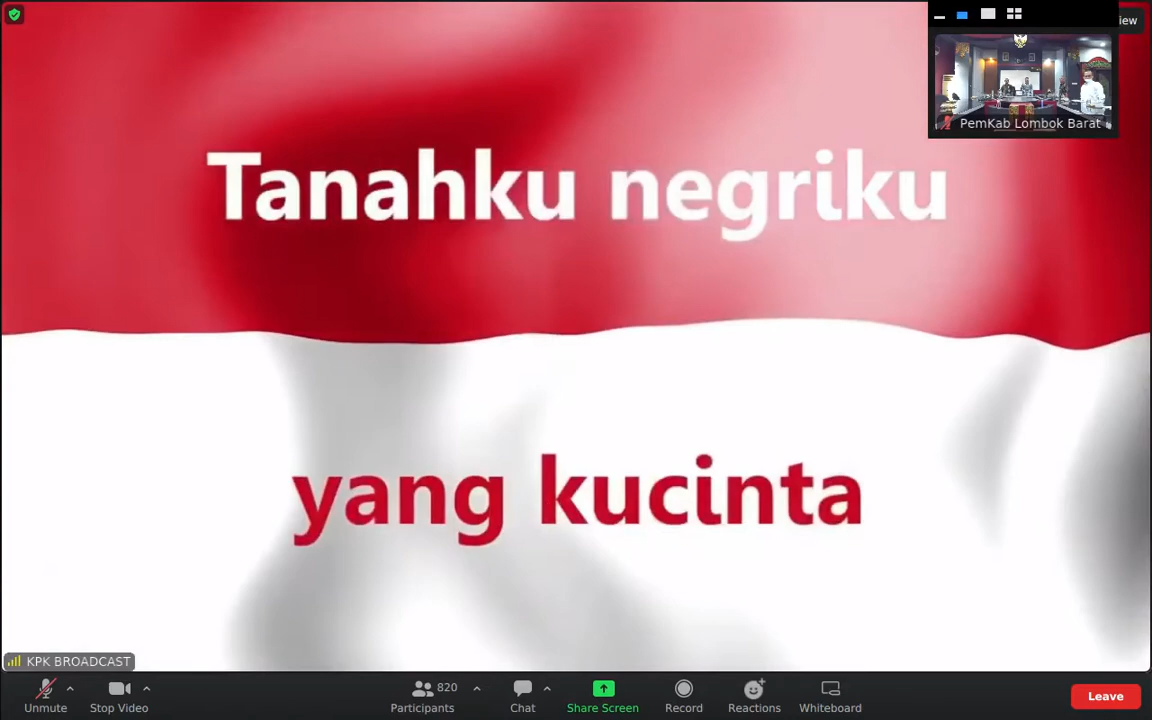 iew
PemKab Lombok Barat
Tanahku negriku
yang kucinta
KPK BROADCAST
Unmute
Stop Video
820
Participants
Chat
Share Screen
Record
Reactions
Whiteboard
Leave